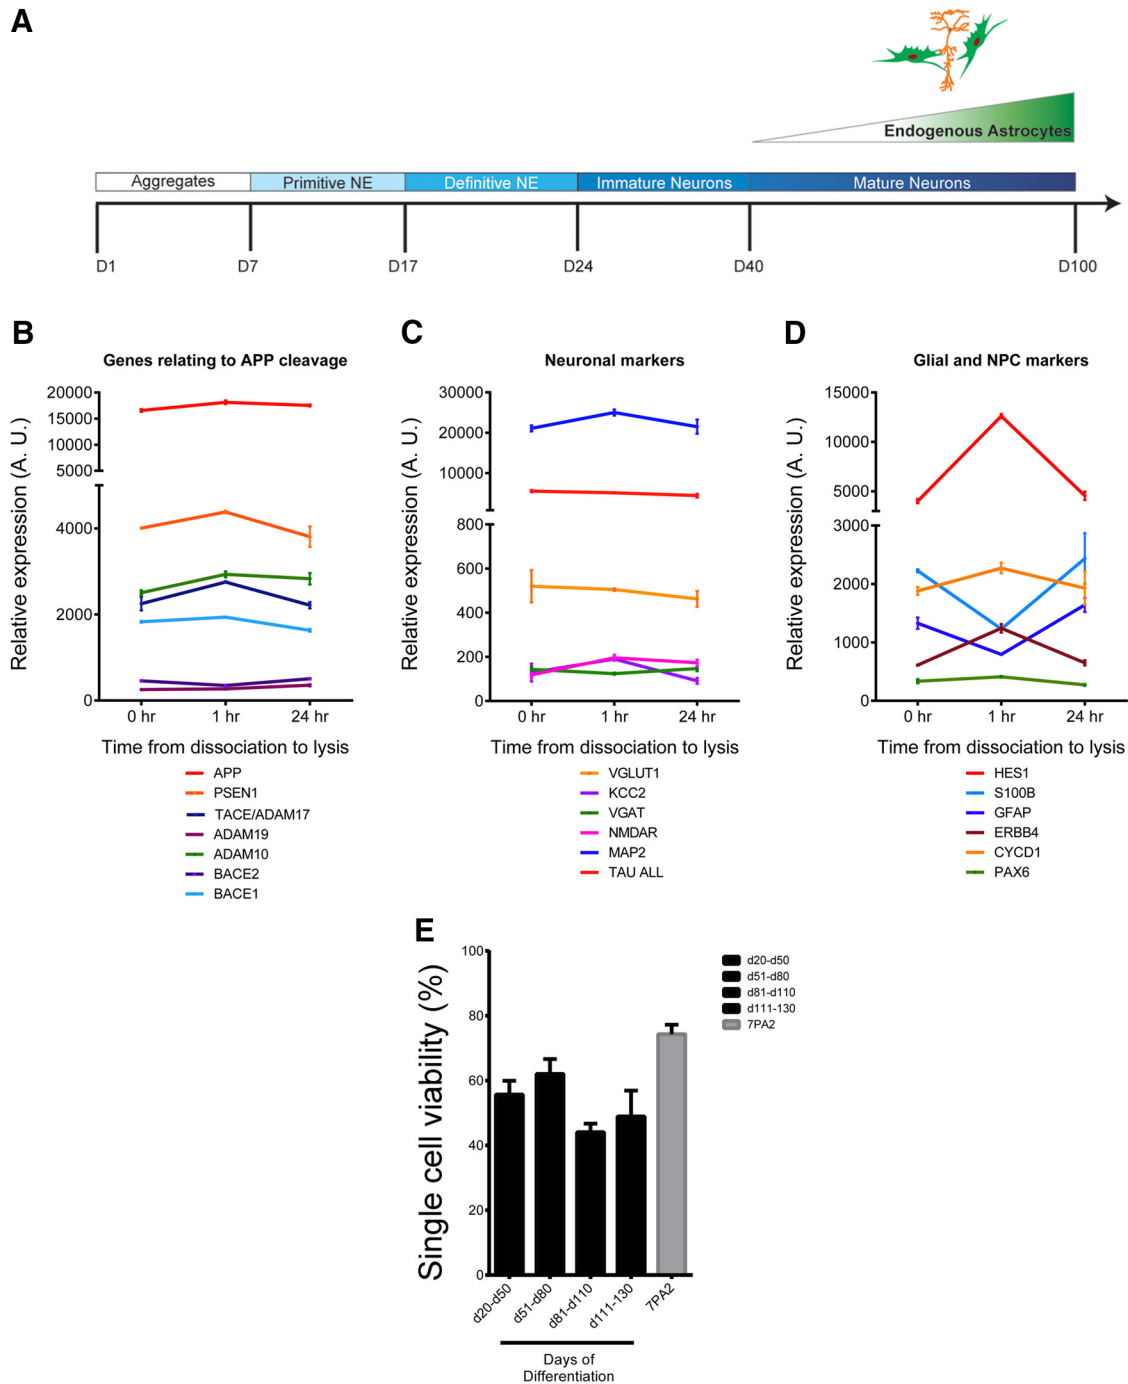 A
Endogenous Astrocytes
Aggregates
Primitive NE
Definitive NE
Immature Neurons
Mature Neurons
D1
D7
D17
D24
D40
D100
B
Genes relating to APP cleavage
Relative expression (A. U.)
20000
15000
10000
5000
4000
2000
0
0 hr
1 hr
24 hr
Time from dissociation to lysis
APP
PSEN1
TACE/ADAM17
ADAM19
ADAM10
BACE2
BACE1
C
Neuronal markers
Relative expression (A. U.)
30000
20000
10000
800
600
400
200
0
0 hr
1 hr
24 hr
Time from dissociation to lysis
VGLUT1
KCC2
VGAT
NMDAR
MAP2
TAU ALL
D
Glial and NPC markers
Relative expression (A. U.)
15000
10000
5000
3000
2000
1000
0
0 hr
1 hr
24 hr
Time from dissociation to lysis
HES1
S100B
GFAP
ERBB4
CYCD1
PAX6
E
Single cell viability (%)
100
80
60
40
20
0
d20-d50
d51-d80
d81-d110
d111-130
7PA2
Days of
Differentiation
d20-d50
d51-d80
d81-d110
d111-130
7PA2